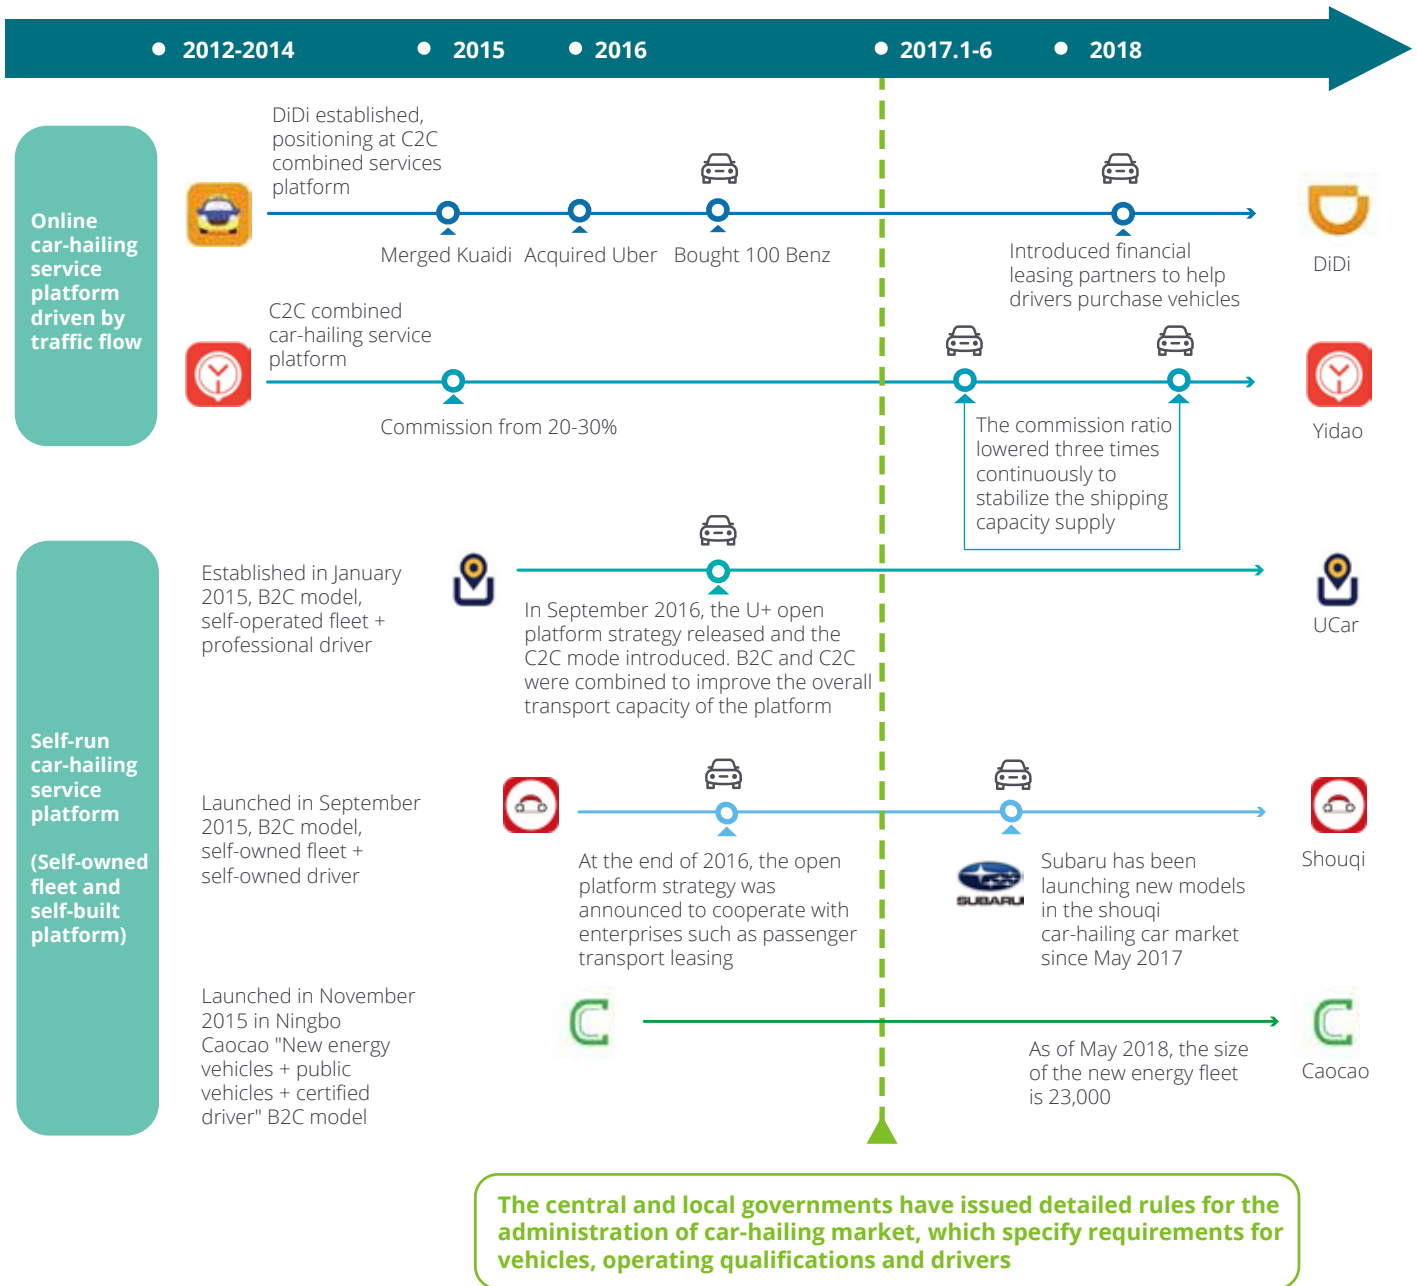 2012-2014
2015
2016
2017.1-6
2018
Online
car-hailing
service
platform
driven by
traffic flow
DiDi established,
positioning at C2C
combined services
platform
Merged Kuaidi
Acquired Uber
Bought 100 Benz
Introduced financial
leasing partners to help
drivers purchase vehicles
DiDi
C2C combined
car-hailing service
platform
Commission from 20-30%
The commission ratio
lowered three times
continuously to
stabilize the shipping
capacity supply
Yidao
Self-run
car-hailing
service
platform
(Self-owned
fleet and
self-built
platform)
Established in January
2015, B2C model,
self-operated fleet +
professional driver
In September 2016, the U+ open
platform strategy released and the
C2C mode introduced. B2C and C2C
were combined to improve the overall
transport capacity of the platform
UCar
Launched in September
2015, B2C model,
self-owned fleet +
self-owned driver
At the end of 2016, the open
platform strategy was
announced to cooperate with
enterprises such as passenger
transport leasing
SUBARU
Subaru has been
launching new models
in the shouqi
car-hailing car market
since May 2017
Shouqi
Launched in November
2015 in Ningbo
Caocao "New energy
vehicles + public
vehicles + certified
driver" B2C model
As of May 2018, the size
of the new energy fleet
is 23,000
Caocao
The central and local governments have issued detailed rules for the
administration of car-hailing market, which specify requirements for
vehicles, operating qualifications and drivers